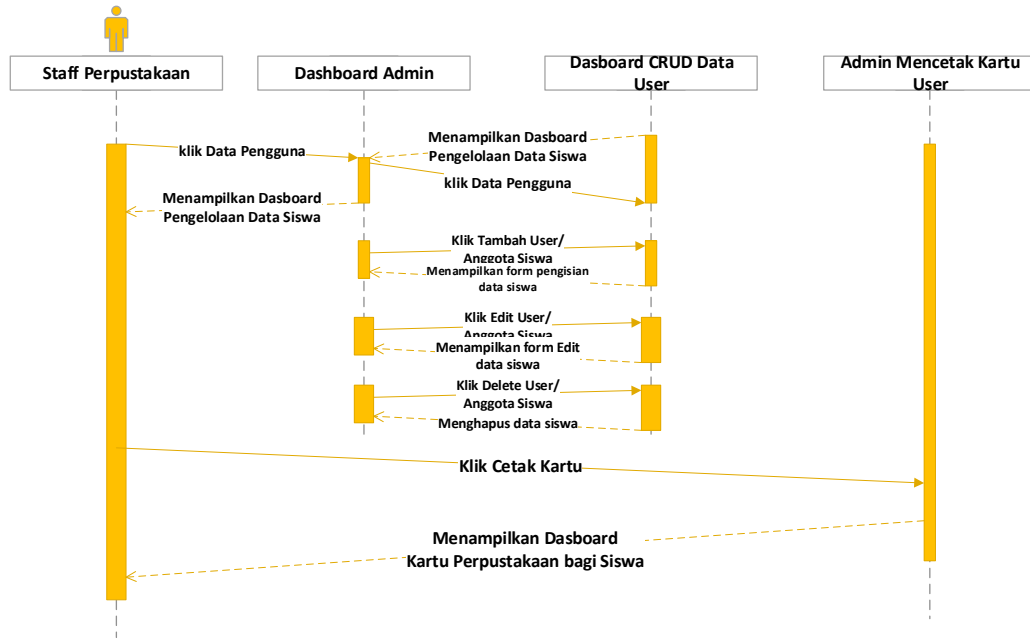 Staff Perpustakaan
Dashboard Admin
Dasboard CRUD Data
User
Admin Mencetak Kartu
User
klik Data Pengguna
Menampilkan Dasboard
Pengelolaan Data Siswa
klik Data Pengguna
Menampilkan Dasboard
Pengelolaan Data Siswa
Klik Tambah User/
Anggota Siswa
Menampilkan form pengisian
data siswa
Klik Edit User/
Anggota Siswa
Menampilkan form Edit
data siswa
Klik Delete User/
Anggota Siswa
Menghapus data siswa
Klik Cetak Kartu
Menampilkan Dasboard
Kartu Perpustakaan bagi Siswa